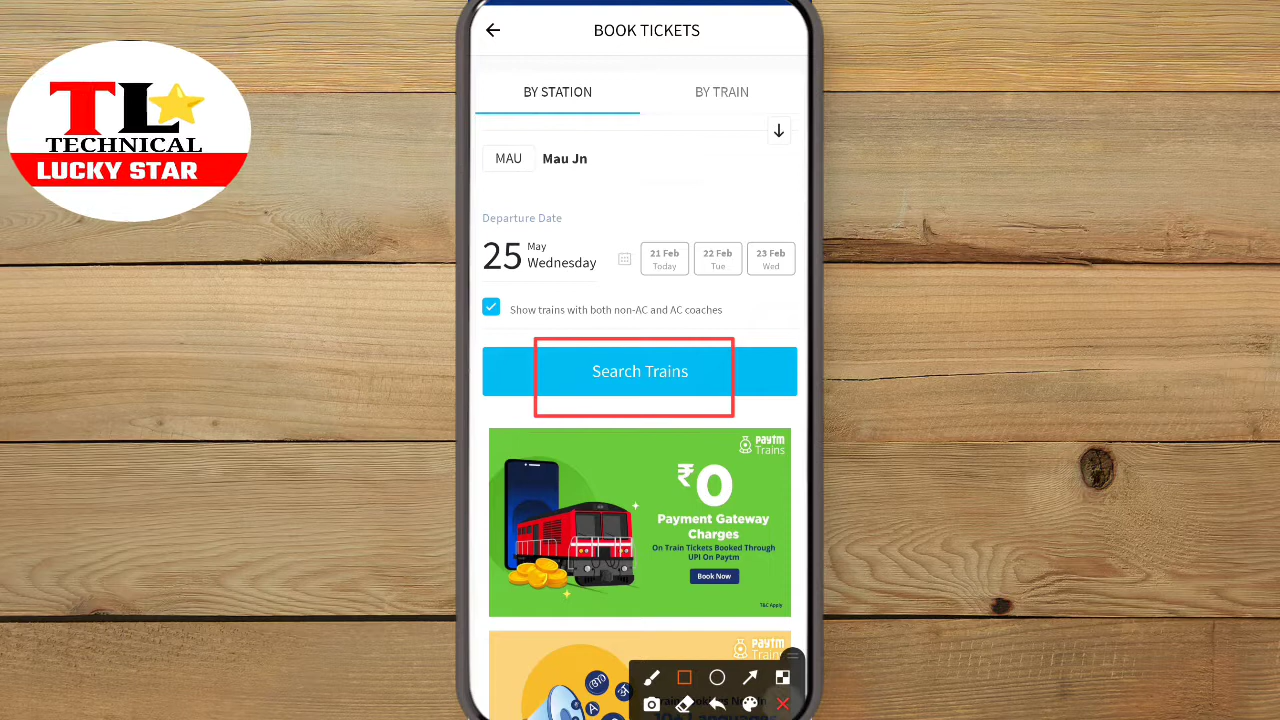 TL
TECHNICAL
LUCKY STAR
BOOK TICKETS
BY STATION
BY TRAIN
MAU Mau Jn
Departure Date
25 May
Wednesday
21 Feb
Today
22 Feb
Tue
23 Feb
Wed
Show trains with both non-AC and AC coaches
Search Trains
Paytm
Trains
₹0
Payment Gateway
Charges
On Train Tickets Booked Through
UPI On Paytm
Book Now
T&C Apply
Paytm
Trains
A